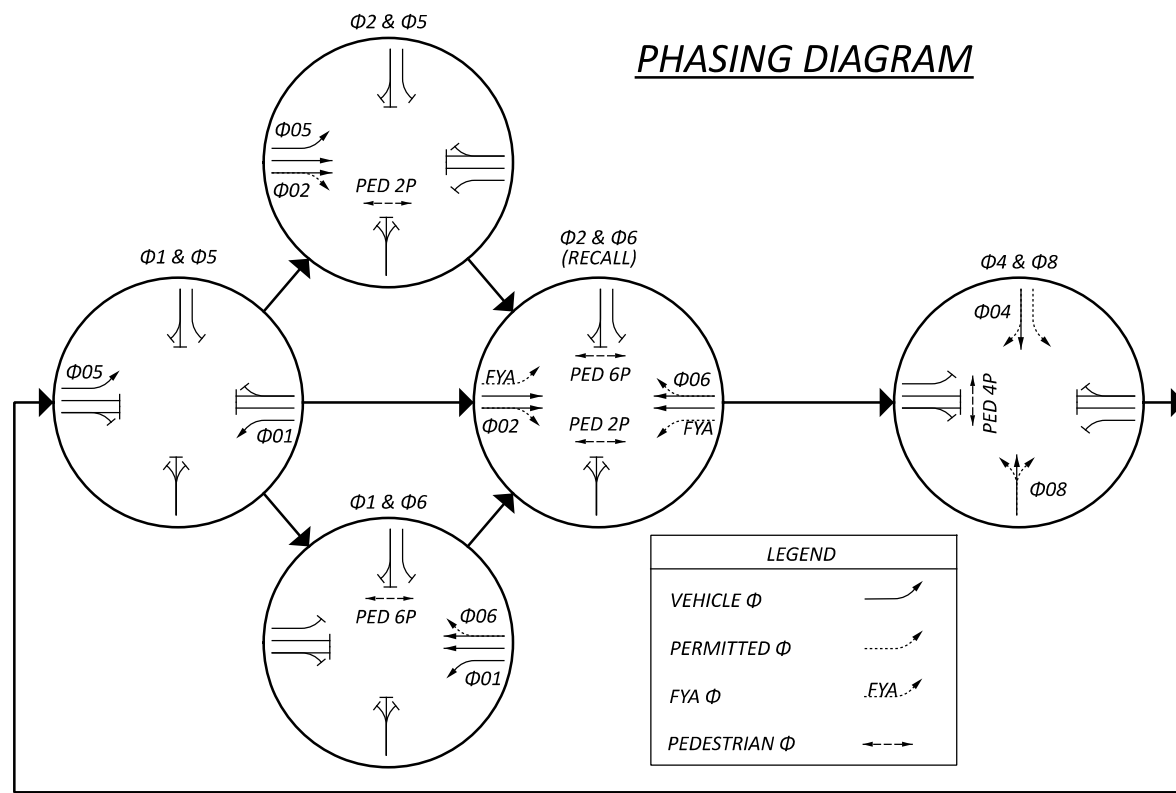 PHASING DIAGRAM
Φ2 & Φ5
Φ05
Φ02
PED 2P
Φ1 & Φ5
Φ05
Φ01
Φ2 & Φ6
(RECALL)
FYA
PED 6P
Φ06
Φ02
PED 2P
FYA
Φ4 & Φ8
Φ04
PED 4P
Φ08
Φ1 & Φ6
PED 6P
Φ06
Φ01
LEGEND
VEHICLE Φ
PERMITTED Φ
FYA Φ
FYA
PEDESTRIAN Φ